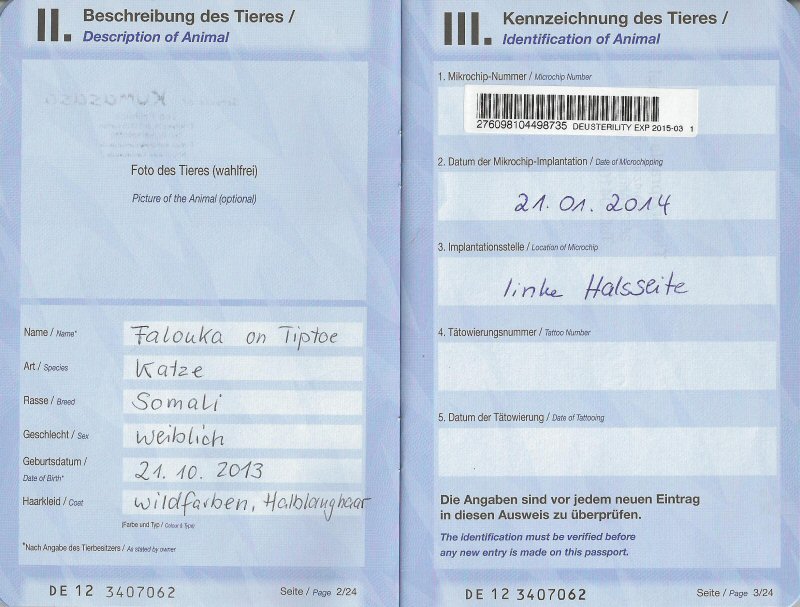 II. Beschreibung des Tieres /
Description of Animal
Foto des Tieres (wahlfrei)
Picture of the Animal (optional)
Name / Name* Falouka on Tiptoe
Art / Species Katze
Rasse / Breed Somali
Geschlecht / Sex weiblich
Geburtsdatum /
Date of Birth* 21.10.2013
Haarkleid / Coat wildfarben, Halblanghaar
(Farbe und Typ / Colour & Type)
*Nach Angabe des Tierbesitzers / As stated by owner
DE 12 3407062 Seite / Page 2/24
III. Kennzeichnung des Tieres /
Identification of Animal
1. Mikrochip-Nummer / Microchip Number
276098104498735 DEUSTERILITY EXP 2015-03 1
2. Datum der Mikrochip-Implantation / Date of Microchipping
21.01.2014
3. Implantationsstelle / Location of Microchip
linke Halsseite
4. Tätowierungsnummer / Tattoo Number
5. Datum der Tätowierung / Date of Tattooing
Die Angaben sind vor jedem neuen Eintrag
in diesen Ausweis zu überprüfen.
The identification must be verified before
any new entry is made on this passport.
DE 12 3407062 Seite / Page 3/24